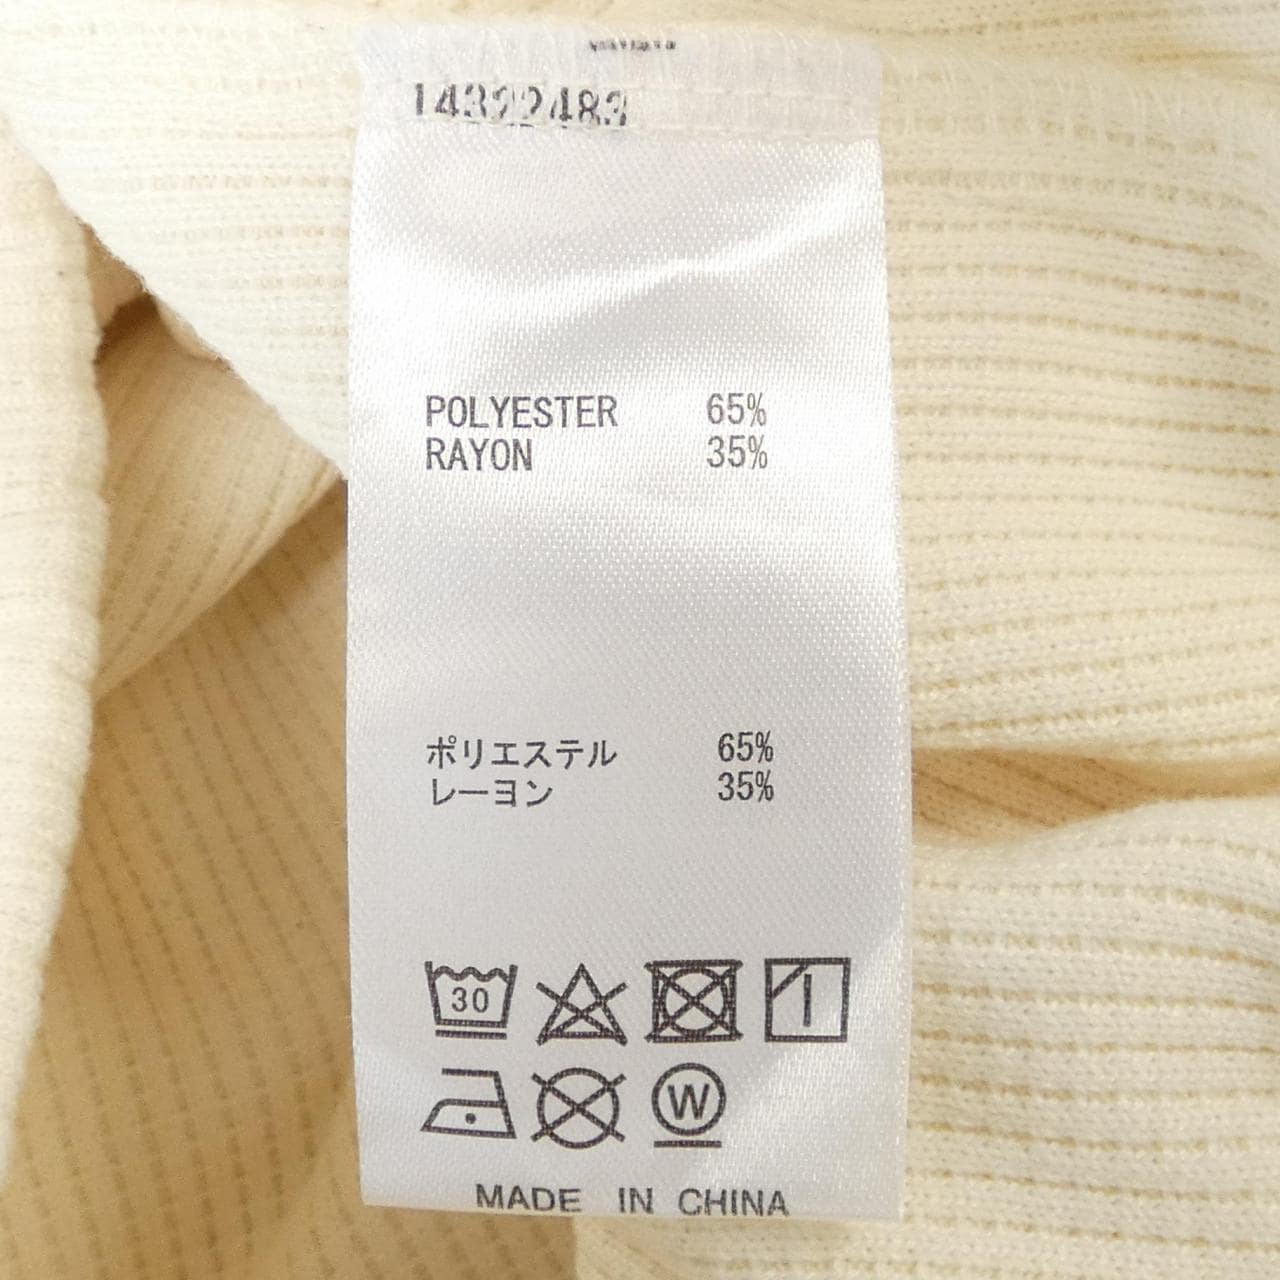 POLYESTER 65%
RAYON 35%
ポリエステル 65%
レーヨン 35%
30
W
MADE IN CHINA